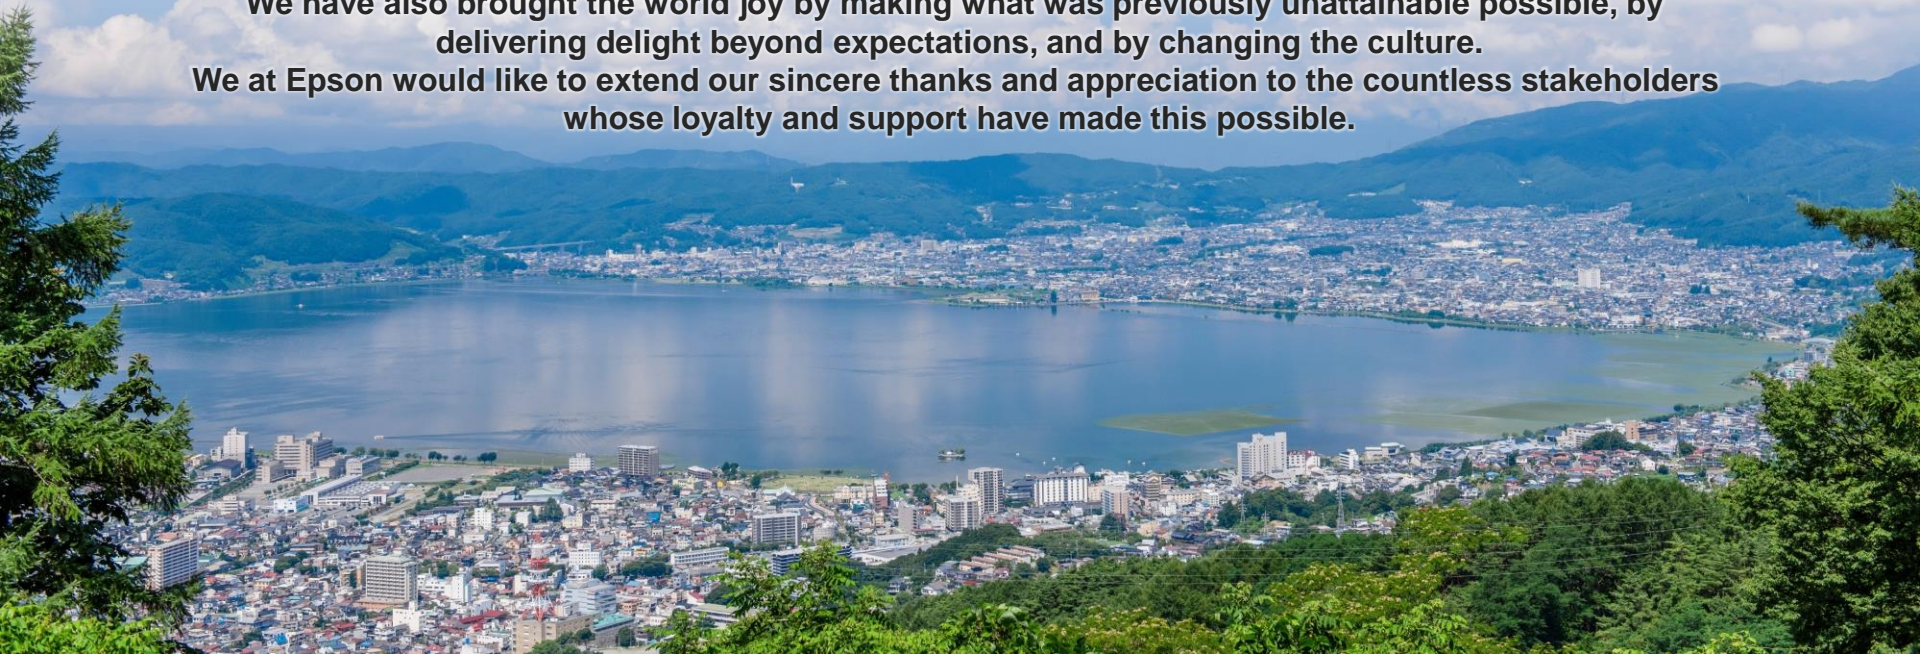 We have also brought the world joy by making what was previously unattainable possible, by
delivering delight beyond expectations, and by changing the culture.
We at Epson would like to extend our sincere thanks and appreciation to the countless stakeholders
whose loyalty and support have made this possible.